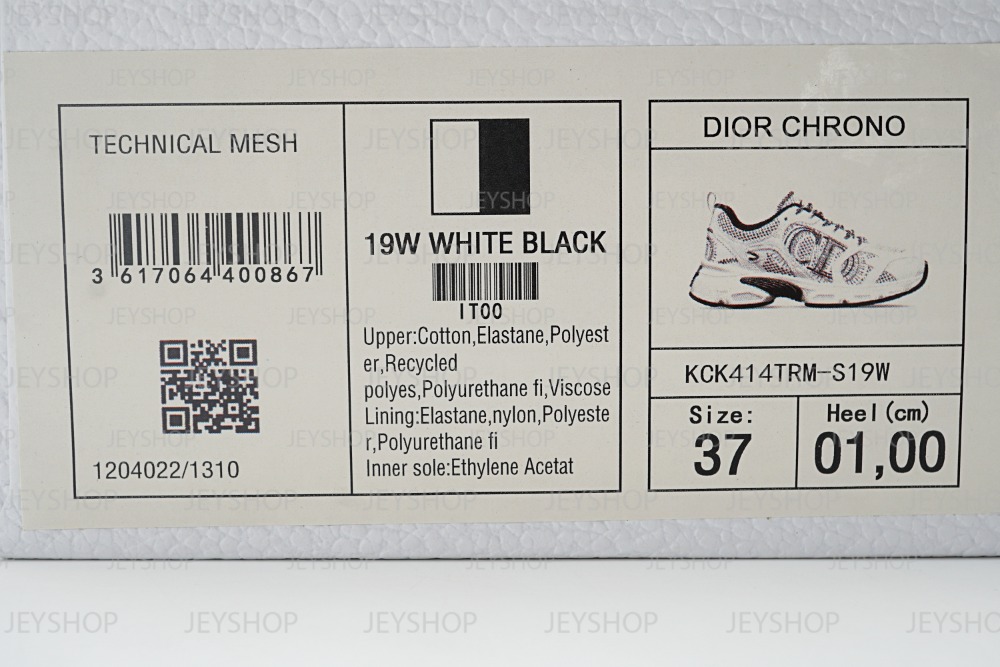 TECHNICAL MESH
3 617064 400867
1204022/1310
19W WHITE BLACK
IT00
Upper:Cotton,Elastane,Polyest
er,Recycled
polyes,Polyurethane fi,Viscose
Lining:Elastane,nylon,Polyeste
r,Polyurethane fi
Inner sole:Ethylene Acetat
DIOR CHRONO
KCK414TRM-S19W
Size:
37
Heel(cm)
01,00
JEYSHOP